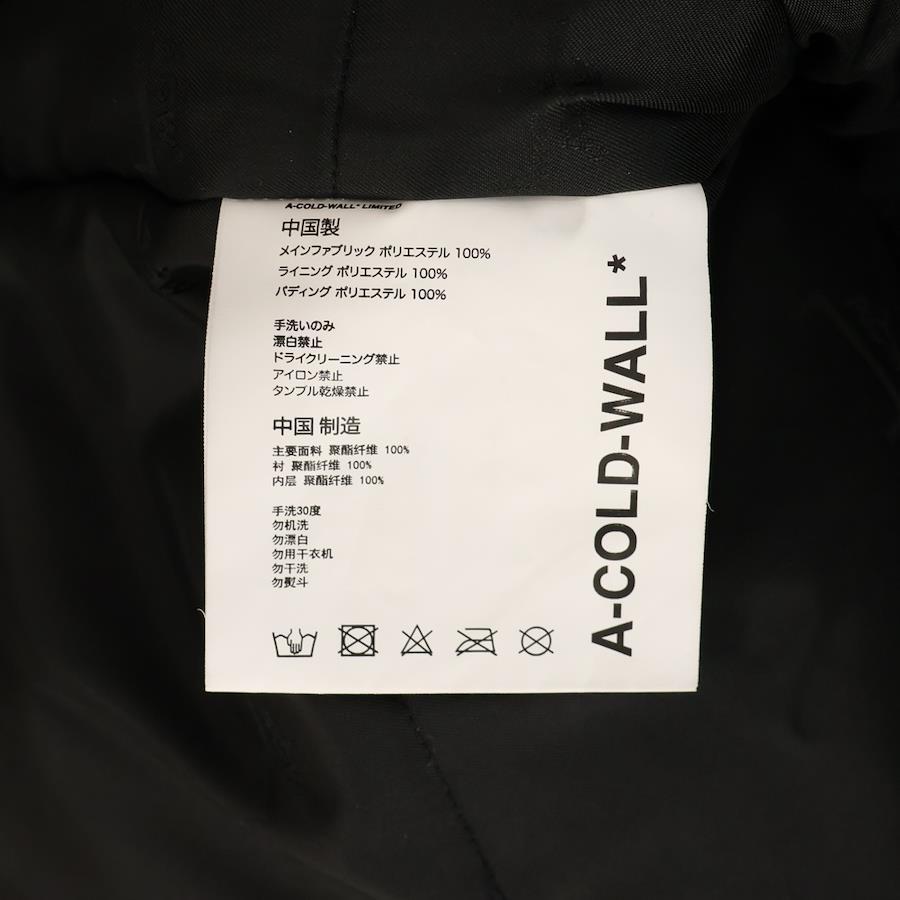 A-COLD-WALL* LIMITED
中国製
メインファブリック ポリエステル 100%
ライニング ポリエステル 100%
パディング ポリエステル 100%
手洗いのみ
漂白禁止
ドライクリーニング禁止
アイロン禁止
タンブル乾燥禁止
中国 制造
主要面料 聚酯纤维 100%
衬 聚酯纤维 100%
内层 聚酯纤维 100%
手洗30度
勿机洗
勿漂白
勿用干衣机
勿干洗
勿熨斗
A-COLD-WALL*